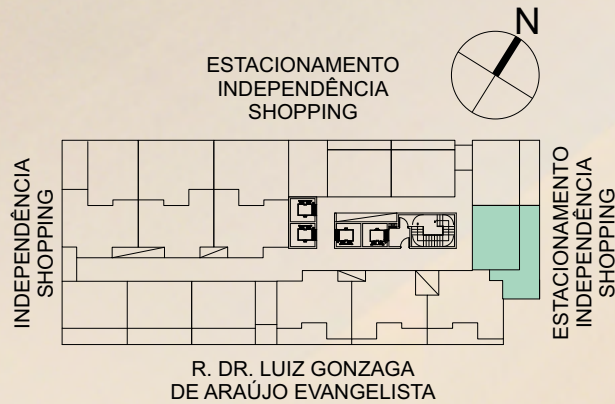 N
ESTACIONAMENTO
INDEPENDÊNCIA
SHOPPING
INDEPENDÊNCIA
SHOPPING
ESTACIONAMENTO
INDEPENDÊNCIA
SHOPPING
R. DR. LUIZ GONZAGA
DE ARAÚJO EVANGELISTA